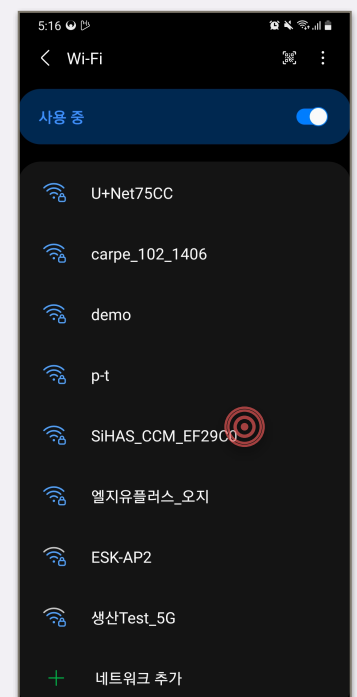 5:16
Wi-Fi
사용 중
U+Net75CC
carpe_102_1406
demo
p-t
SiHAS_CCM_EF29C0
엘지유플러스_오지
ESK-AP2
생산Test_5G
네트워크 추가